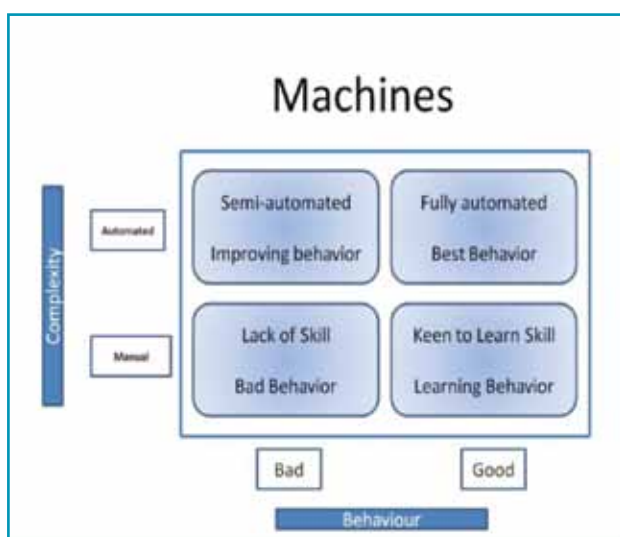 Machines
Complexity
Automated
Semi-automated
Improving behavior
Fully automated
Best Behavior
Manual
Lack of Skill
Bad Behavior
Keen to Learn Skill
Learning Behavior
Bad
Good
Behaviour